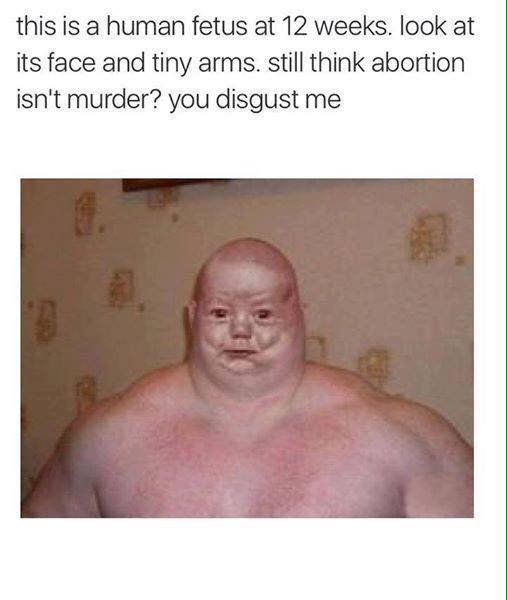 this is a human fetus at 12 weeks. look at
its face and tiny arms. still think abortion
isn't murder? you disgust me